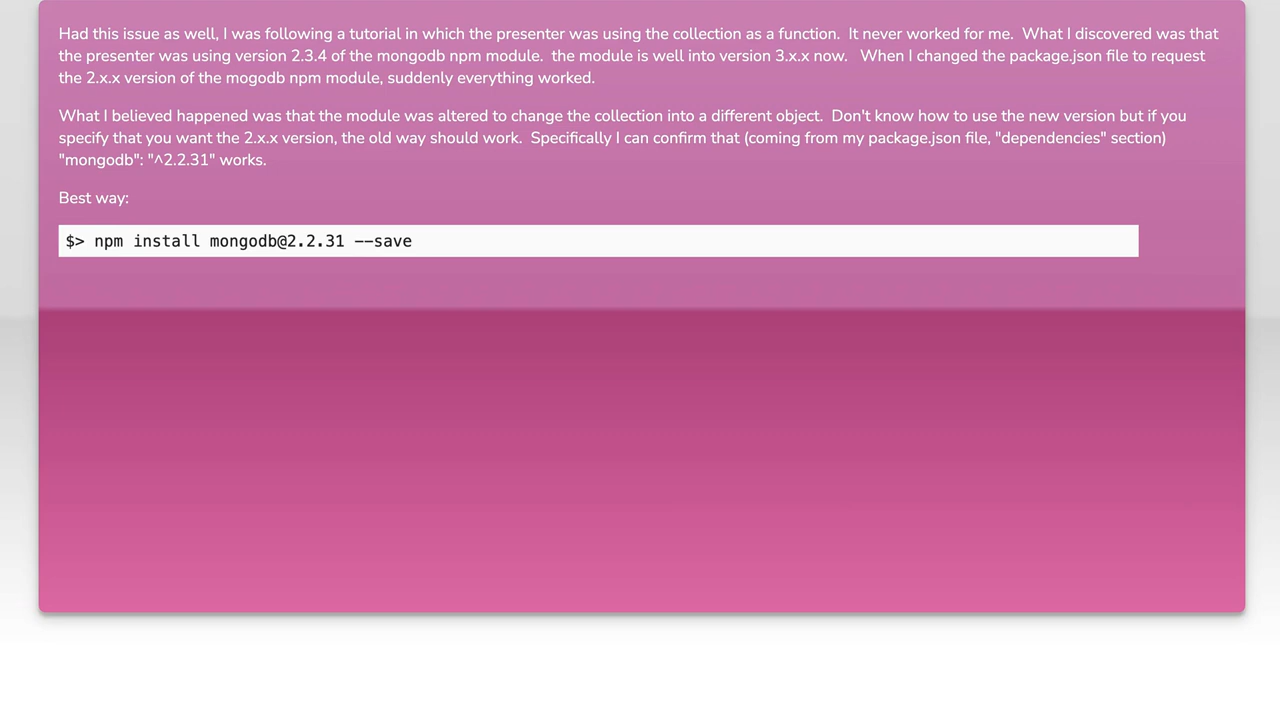 Had this issue as well, I was following a tutorial in which the presenter was using the collection as a function.  It never worked for me.  What I discovered was that
the presenter was using version 2.3.4 of the mongodb npm module.  the module is well into version 3.x.x now.   When I changed the package.json file to request
the 2.x.x version of the mogodb npm module, suddenly everything worked.
What I believed happened was that the module was altered to change the collection into a different object.  Don't know how to use the new version but if you
specify that you want the 2.x.x version, the old way should work.  Specifically I can confirm that (coming from my package.json file, "dependencies" section)
"mongodb": "^2.2.31" works.
Best way:
$> npm install mongodb@2.2.31 --save